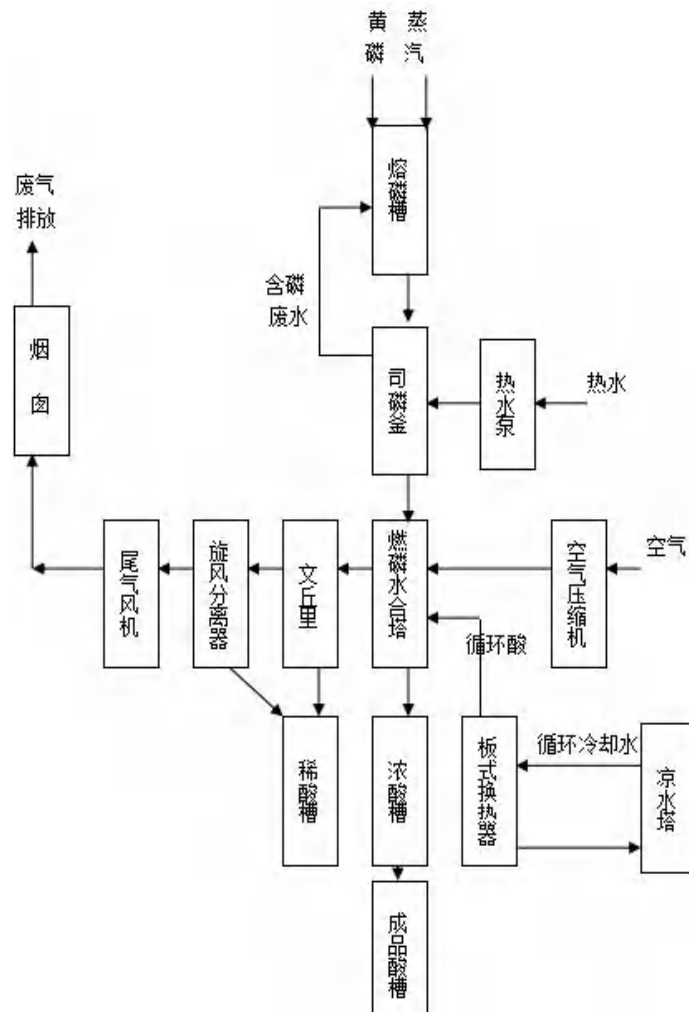 黄磷
蒸汽
熔磷槽
废气
排放
含磷
废水
烟囱
司磷釜
热水泵
热水
尾气风机
旋风分离器
文丘里
燃磷水合塔
空气压缩机
空气
循环酸
稀酸槽
浓酸槽
板式换热器
循环冷却水
凉水塔
成品酸槽